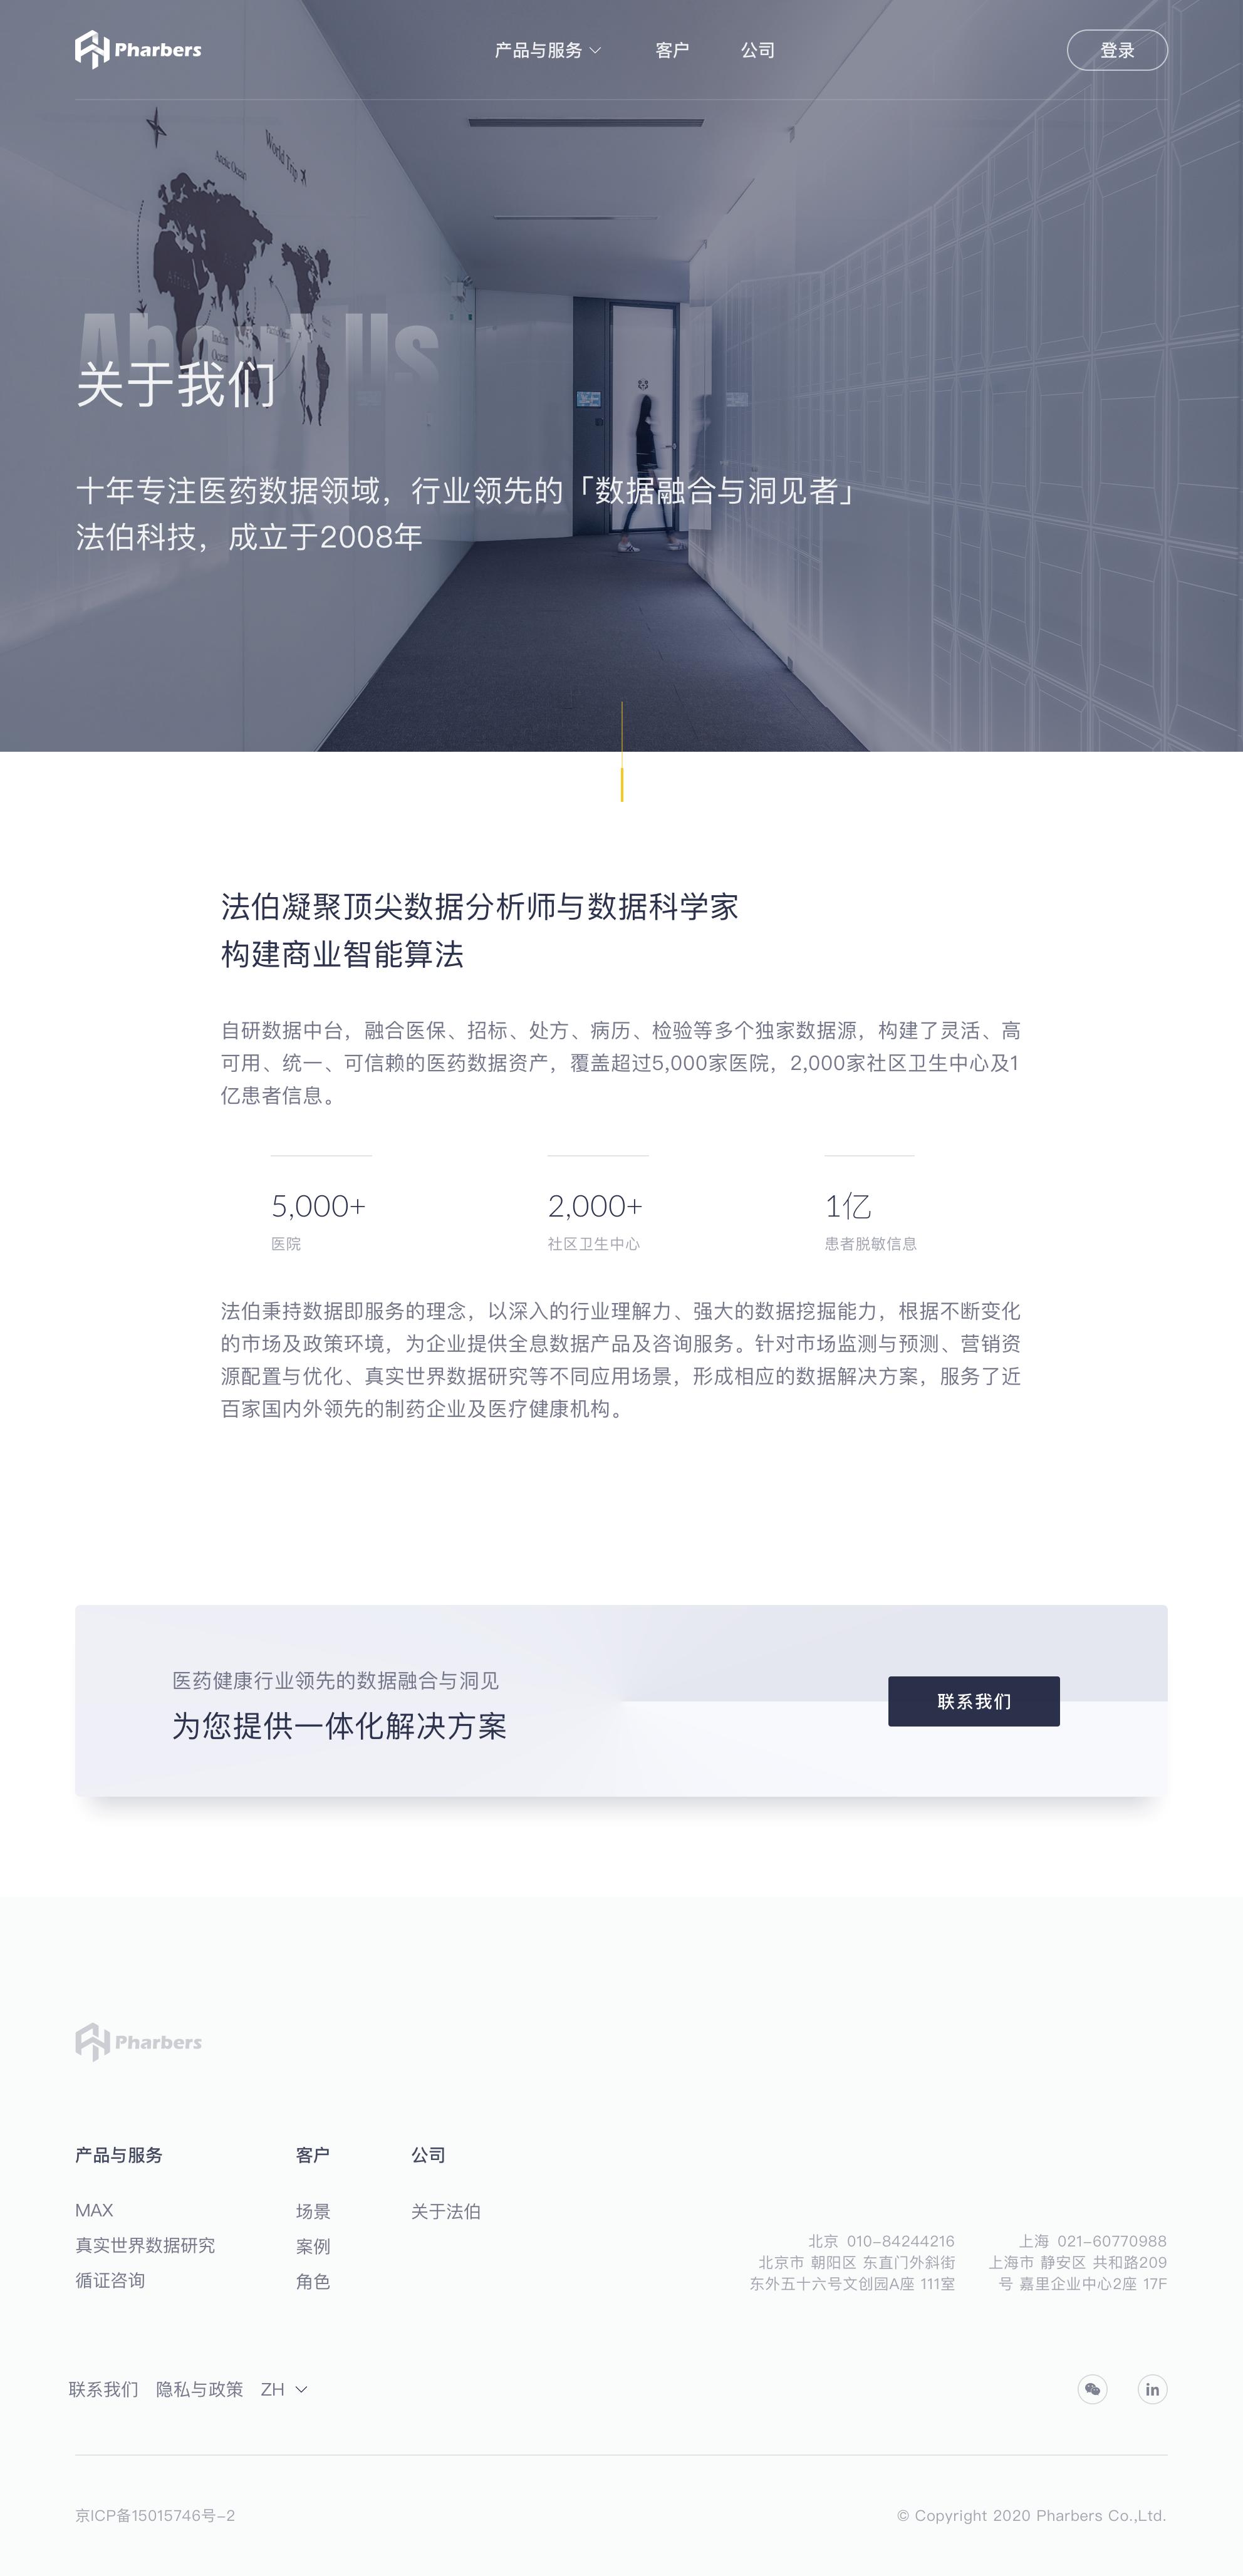 Pharbers
产品与服务
客户
公司
登录
World Trip
Arctic Ocean
Africa
About Us
关于我们
十年专注医药数据领域，行业领先的「数据融合与洞见者」
法伯科技，成立于2008年
法伯凝聚顶尖数据分析师与数据科学家
构建商业智能算法
自研数据中台，融合医保、招标、处方、病历、检验等多个独家数据源，构建了灵活、高
可用、统一、可信赖的医药数据资产，覆盖超过5,000家医院，2,000家社区卫生中心及1
亿患者信息。
5,000+
2,000+
1亿
医院
社区卫生中心
患者脱敏信息
法伯秉持数据即服务的理念，以深入的行业理解力、强大的数据挖掘能力，根据不断变化
的市场及政策环境，为企业提供全息数据产品及咨询服务。针对市场监测与预测、营销资
源配置与优化、真实世界数据研究等不同应用场景，形成相应的数据解决方案，服务了近
百家国内外领先的制药企业及医疗健康机构。
医药健康行业领先的数据融合与洞见
为您提供一体化解决方案
联系我们
Pharbers
产品与服务
MAX
真实世界数据研究
循证咨询
客户
场景
案例
角色
公司
关于法伯
北京 010-84244216
北京市 朝阳区 东直门外斜街
东外五十六号文创园A座 111室
上海 021-60770988
上海市 静安区 共和路209
号 嘉里企业中心2座 17F
联系我们 隐私与政策 ZH
in
京ICP备15015746号-2
© Copyright 2020 Pharbers Co.,Ltd.